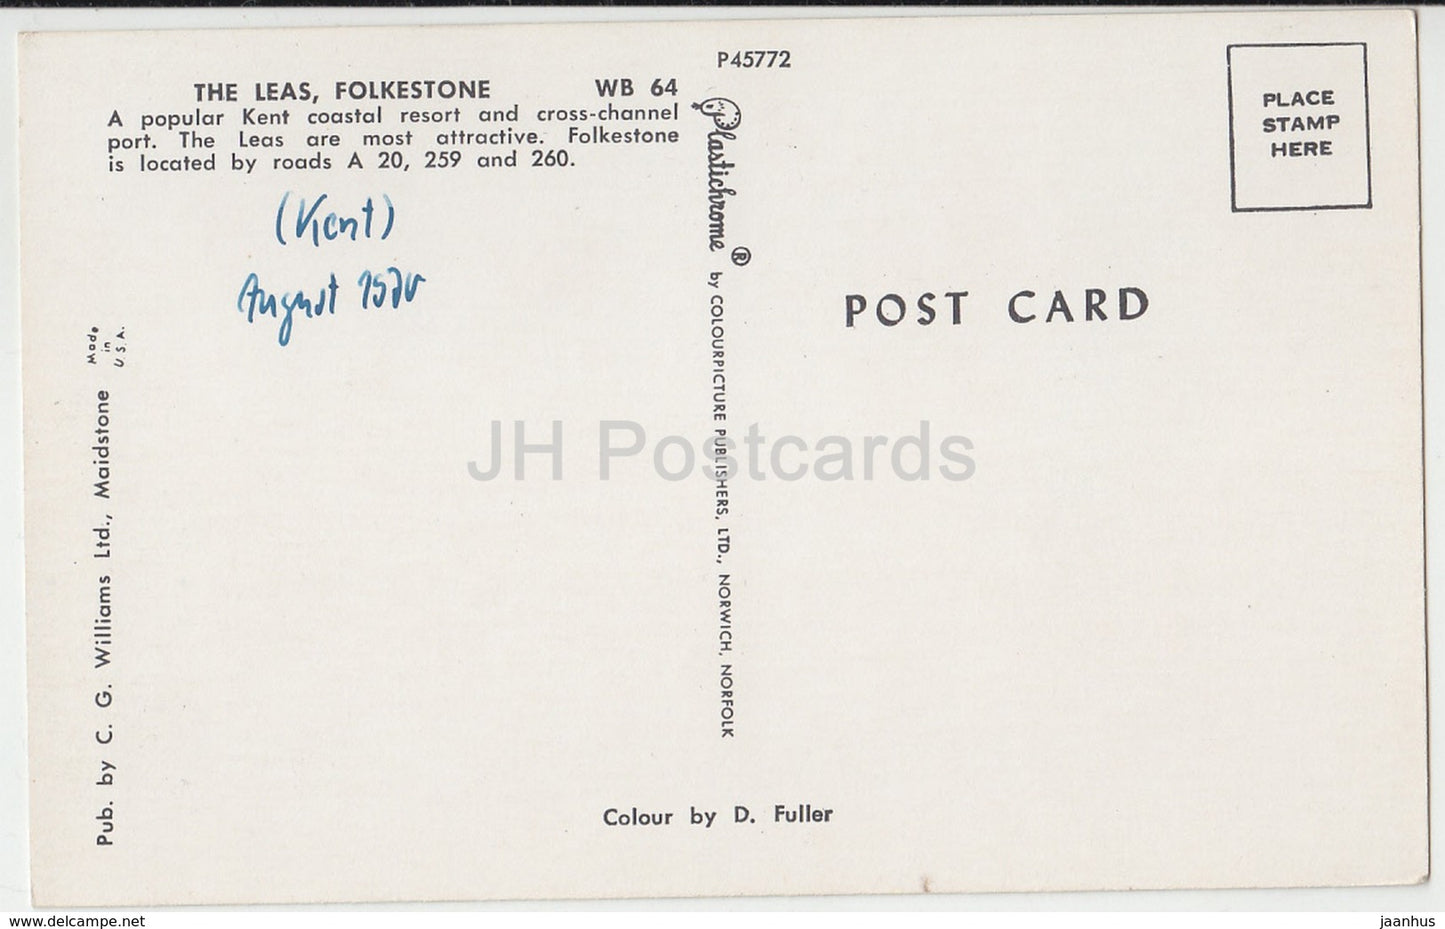 P45772
THE LEAS, FOLKESTONE WB 64
A popular Kent coastal resort and cross-channel
port. The Leas are most attractive. Folkestone
is located by roads A 20, 259 and 260.
(Kent)
August 1970
Made
in
U.S.A.
Pub. by C. G. Williams Ltd., Maidstone
Plastichrome ® by COLOURPICTURE PUBLISHERS, LTD., NORWICH, NORFOLK
PLACE
STAMP
HERE
POST CARD
JH Postcards
Colour by D. Fuller
www.delcampe.net
jaanhus